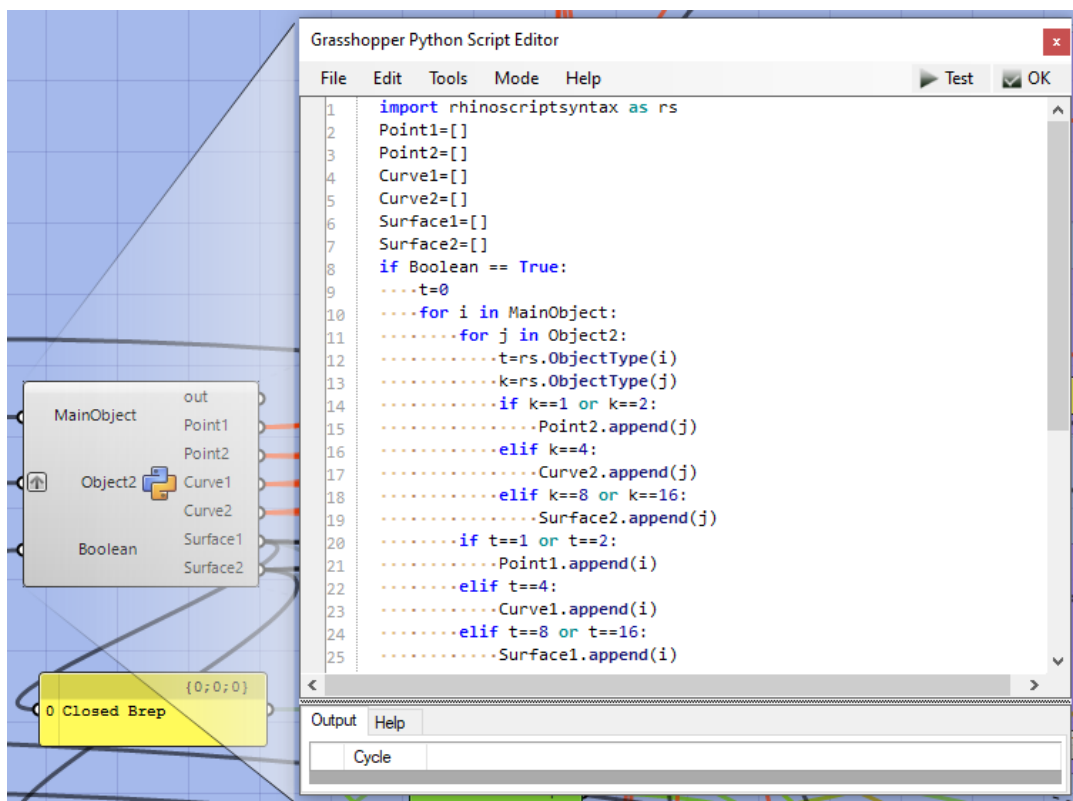 Grasshopper Python Script Editor
x
File Edit Tools Mode Help Test OK
1 import rhinoscriptsyntax as rs
2 Point1=[]
3 Point2=[]
4 Curve1=[]
5 Curve2=[]
6 Surface1=[]
7 Surface2=[]
8 if Boolean == True:
9 ····t=0
10 ····for i in MainObject:
11 ········for j in Object2:
12 ············t=rs.ObjectType(i)
13 ············k=rs.ObjectType(j)
14 ············if k==1 or k==2:
15 ················Point2.append(j)
16 ············elif k==4:
17 ················Curve2.append(j)
18 ············elif k==8 or k==16:
19 ················Surface2.append(j)
20 ········if t==1 or t==2:
21 ············Point1.append(i)
22 ········elif t==4:
23 ············Curve1.append(i)
24 ········elif t==8 or t==16:
25 ············Surface1.append(i)
Output Help
Cycle
MainObject
Object2
Boolean
out
Point1
Point2
Curve1
Curve2
Surface1
Surface2
{0;0;0}
0 Closed Brep